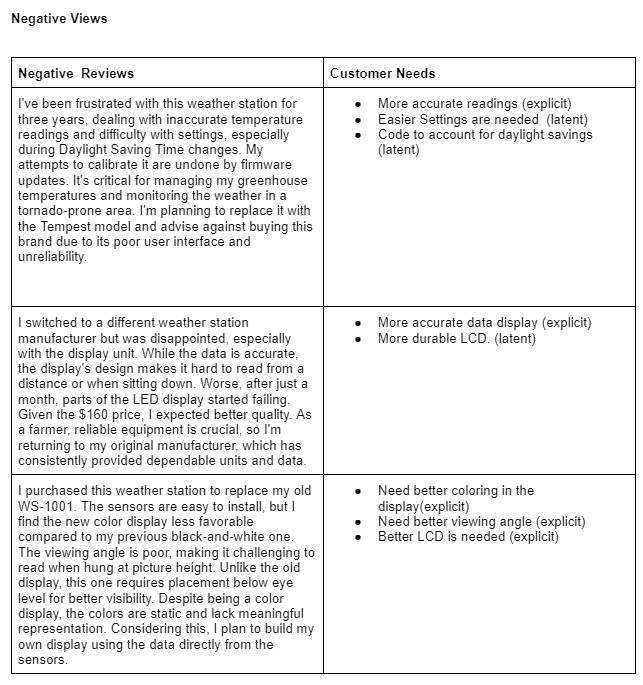 Negative Views
Negative  Reviews
Customer Needs
I've been frustrated with this weather station for
three years, dealing with inaccurate temperature
readings and difficulty with settings, especially
during Daylight Saving Time changes. My
attempts to calibrate it are undone by firmware
updates. It's critical for managing my greenhouse
temperatures and monitoring the weather in a
tornado-prone area. I'm planning to replace it with
the Tempest model and advise against buying this
brand due to its poor user interface and
unreliability.
● More accurate readings (explicit)
● Easier Settings are needed  (latent)
● Code to account for daylight savings
(latent)
I switched to a different weather station
manufacturer but was disappointed, especially
with the display unit. While the data is accurate,
the display's design makes it hard to read from a
distance or when sitting down. Worse, after just a
month, parts of the LED display started failing.
Given the $160 price, I expected better quality. As
a farmer, reliable equipment is crucial, so I'm
returning to my original manufacturer, which has
consistently provided dependable units and data.
● More accurate data display (explicit)
● More durable LCD. (latent)
I purchased this weather station to replace my old
WS-1001. The sensors are easy to install, but I
find the new color display less favorable
compared to my previous black-and-white one.
The viewing angle is poor, making it challenging to
read when hung at picture height. Unlike the old
display, this one requires placement below eye
level for better visibility. Despite being a color
display, the colors are static and lack meaningful
representation. Considering this, I plan to build my
own display using the data directly from the
sensors.
● Need better coloring in the
display(explicit)
● Need better viewing angle (explicit)
● Better LCD is needed (explicit)